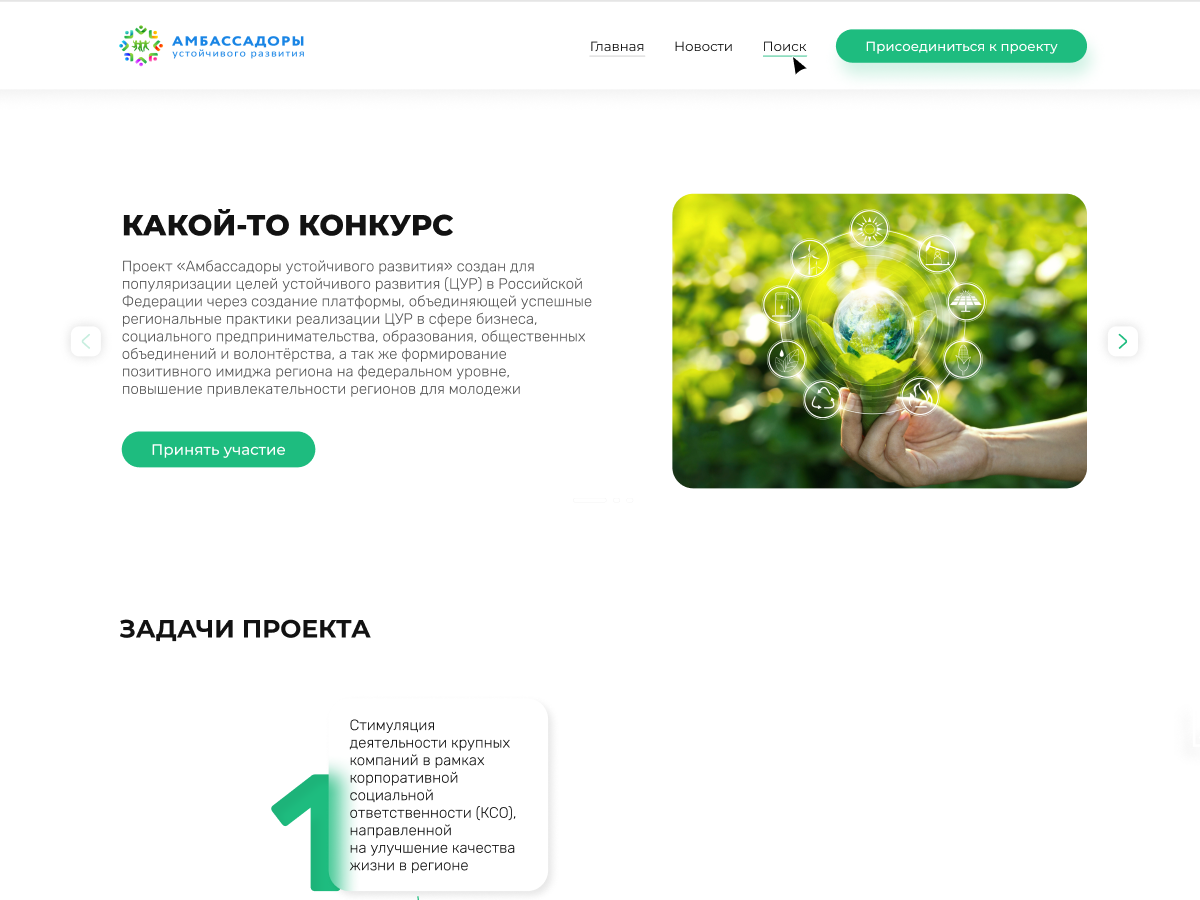 АМБАССАДОРЫ
устойчивого развития
Главная
Новости
Поиск
Присоединиться к проекту
КАКОЙ-ТО КОНКУРС
Проект «Амбассадоры устойчивого развития» создан для
популяризации целей устойчивого развития (ЦУР) в Российской
Федерации через создание платформы, объединяющей успешные
региональные практики реализации ЦУР в сфере бизнеса,
социального предпринимательства, образования, общественных
объединений и волонтёрства, а так же формирование
позитивного имиджа региона на федеральном уровне,
повышение привлекательности регионов для молодежи
Принять участие
ЗАДАЧИ ПРОЕКТА
1
Стимуляция
деятельности крупных
компаний в рамках
корпоративной
социальной
ответственности (КСО),
направленной
на улучшение качества
жизни в регионе